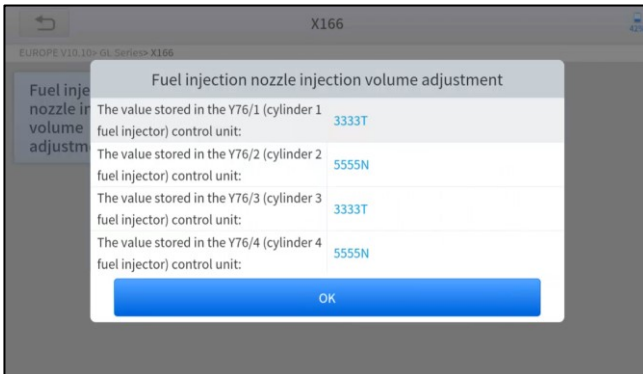 X166
42%
EUROPE V10.10> GL Series> X166
Fuel inje
nozzle in
volume
adjustm
Fuel injection nozzle injection volume adjustment
The value stored in the Y76/1 (cylinder 1
fuel injector) control unit:
3333T
The value stored in the Y76/2 (cylinder 2
fuel injector) control unit:
5555N
The value stored in the Y76/3 (cylinder 3
fuel injector) control unit:
3333T
The value stored in the Y76/4 (cylinder 4
fuel injector) control unit:
5555N
OK